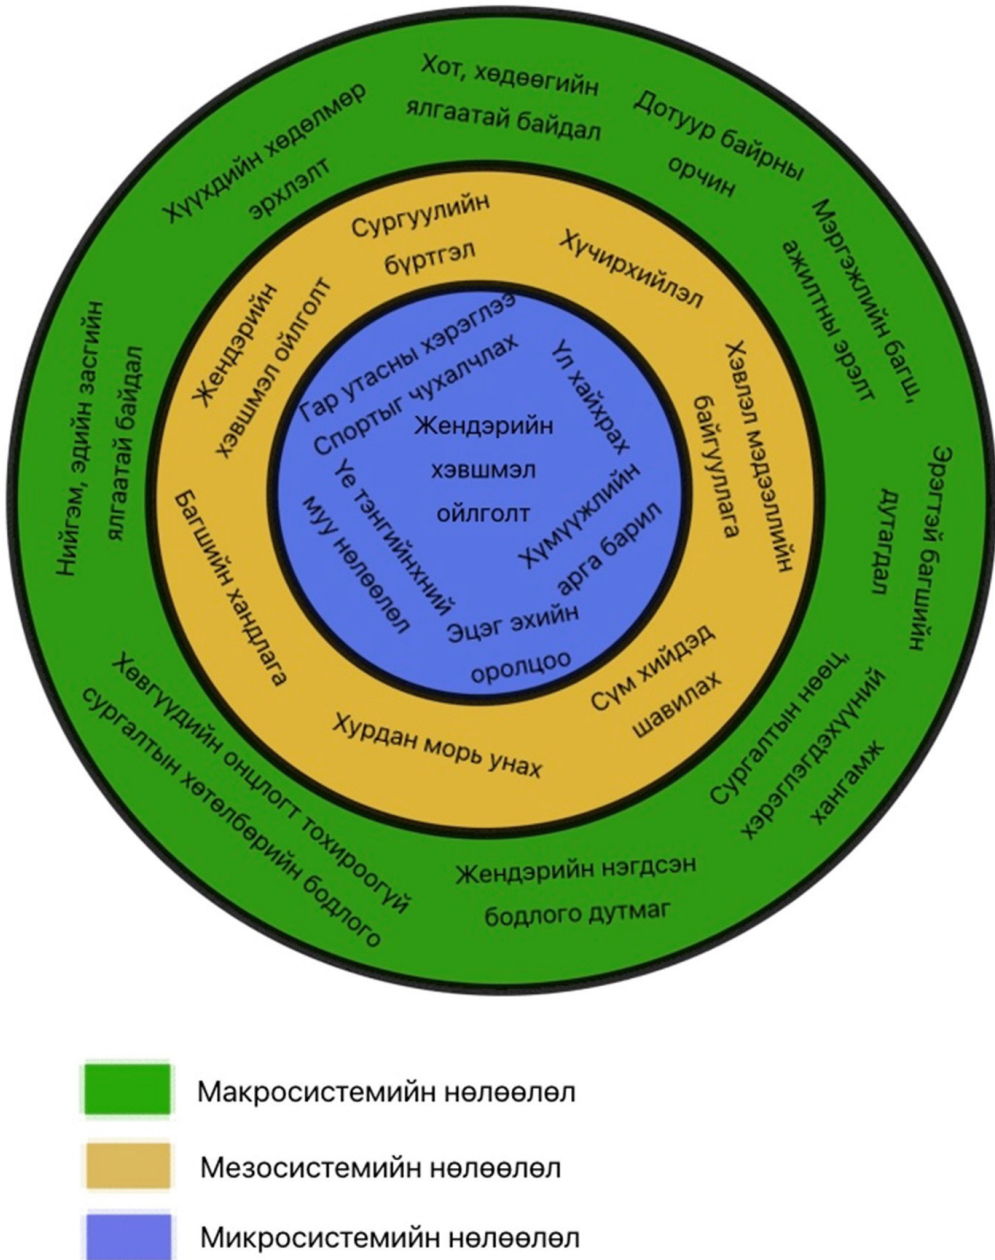 Хот, хөдөөгийн
ялгаатай байдал
Дотуур байрны
орчин
Мэргэжлийн багш,
ажилтны эрэлт
Эрэгтэй багшийн
дутагдал
Сургалтын нөөц,
хэрэглэгдэхүүний
хангамж
Жендэрийн нэгдсэн
бодлого дутмаг
Хөвгүүдийн онцлогт тохироогүй
сургалтын хөтөлбөрийн бодлого
Нийгэм, эдийн засгийн
ялгаатай байдал
Хүүхдийн хөдөлмөр
эрхлэлт
Сургуулийн
бүртгэл
Хүчирхийлэл
Хэвлэл мэдээллийн
байгууллага
Сүм хийдэд
шавилах
Хурдан морь унах
Багшийн хандлага
Жендэрийн
хэвшмэл ойлголт
Гар утасны хэрэглээ
Спортыг чухалчлах
Үл хайхрах
Жендэрийн
хэвшмэл
ойлголт
Хүмүүжлийн
арга барил
Үе тэнгийнхний
муу нөлөөлөл
Эцэг эхийн
оролцоо
Макросистемийн нөлөөлөл
Мезосистемийн нөлөөлөл
Микросистемийн нөлөөлөл